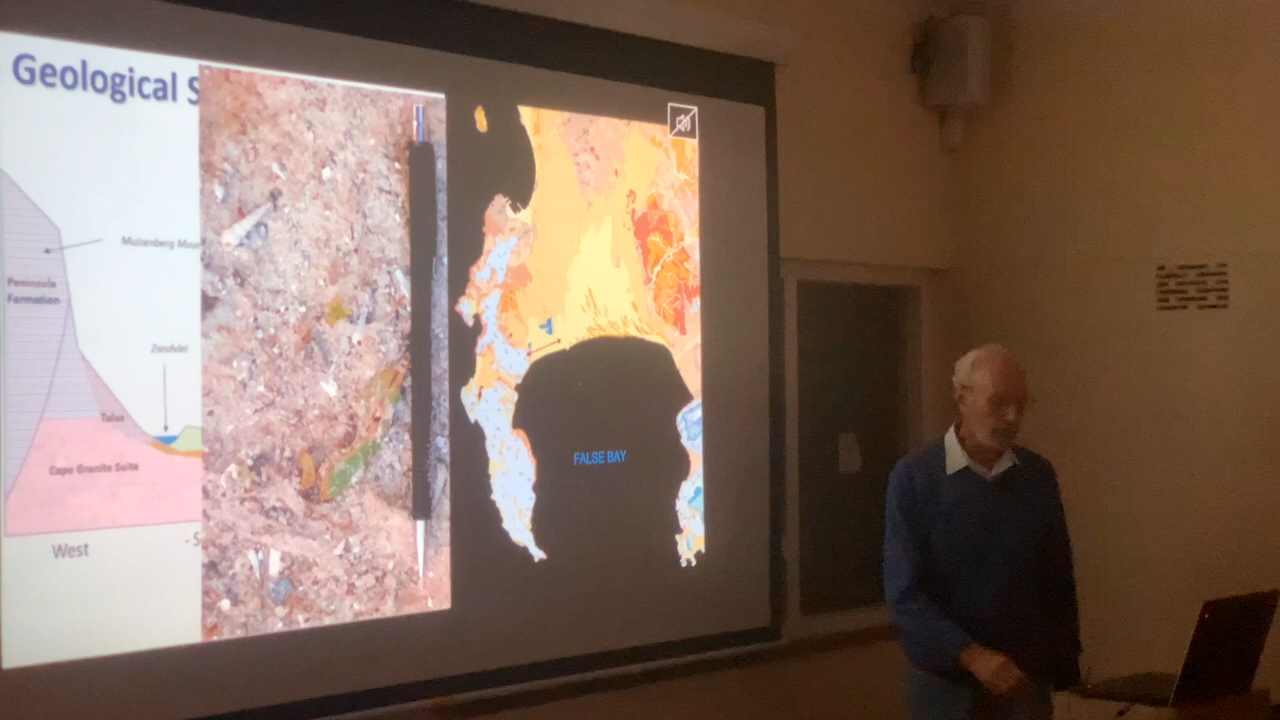 Geological S
Muizenberg Mou
Peninsula
Formation
Zandvlei
Talus
Cape Granite Suite
West
- S
FALSE BAY